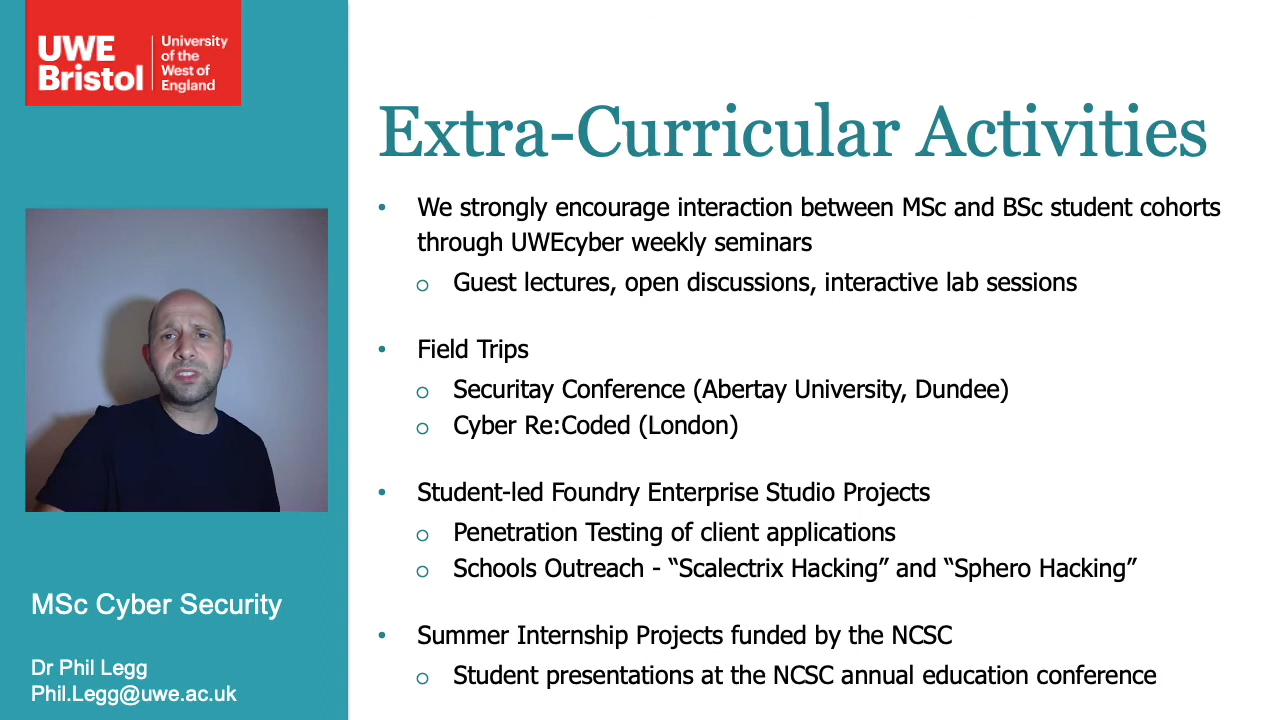 UWE
Bristol
University
of the
West of
England
Extra-Curricular Activities
• We strongly encourage interaction between MSc and BSc student cohorts
through UWEcyber weekly seminars
o Guest lectures, open discussions, interactive lab sessions
• Field Trips
o Securitay Conference (Abertay University, Dundee)
o Cyber Re:Coded (London)
• Student-led Foundry Enterprise Studio Projects
o Penetration Testing of client applications
o Schools Outreach - “Scalectrix Hacking” and “Sphero Hacking”
• Summer Internship Projects funded by the NCSC
o Student presentations at the NCSC annual education conference
MSc Cyber Security
Dr Phil Legg
Phil.Legg@uwe.ac.uk